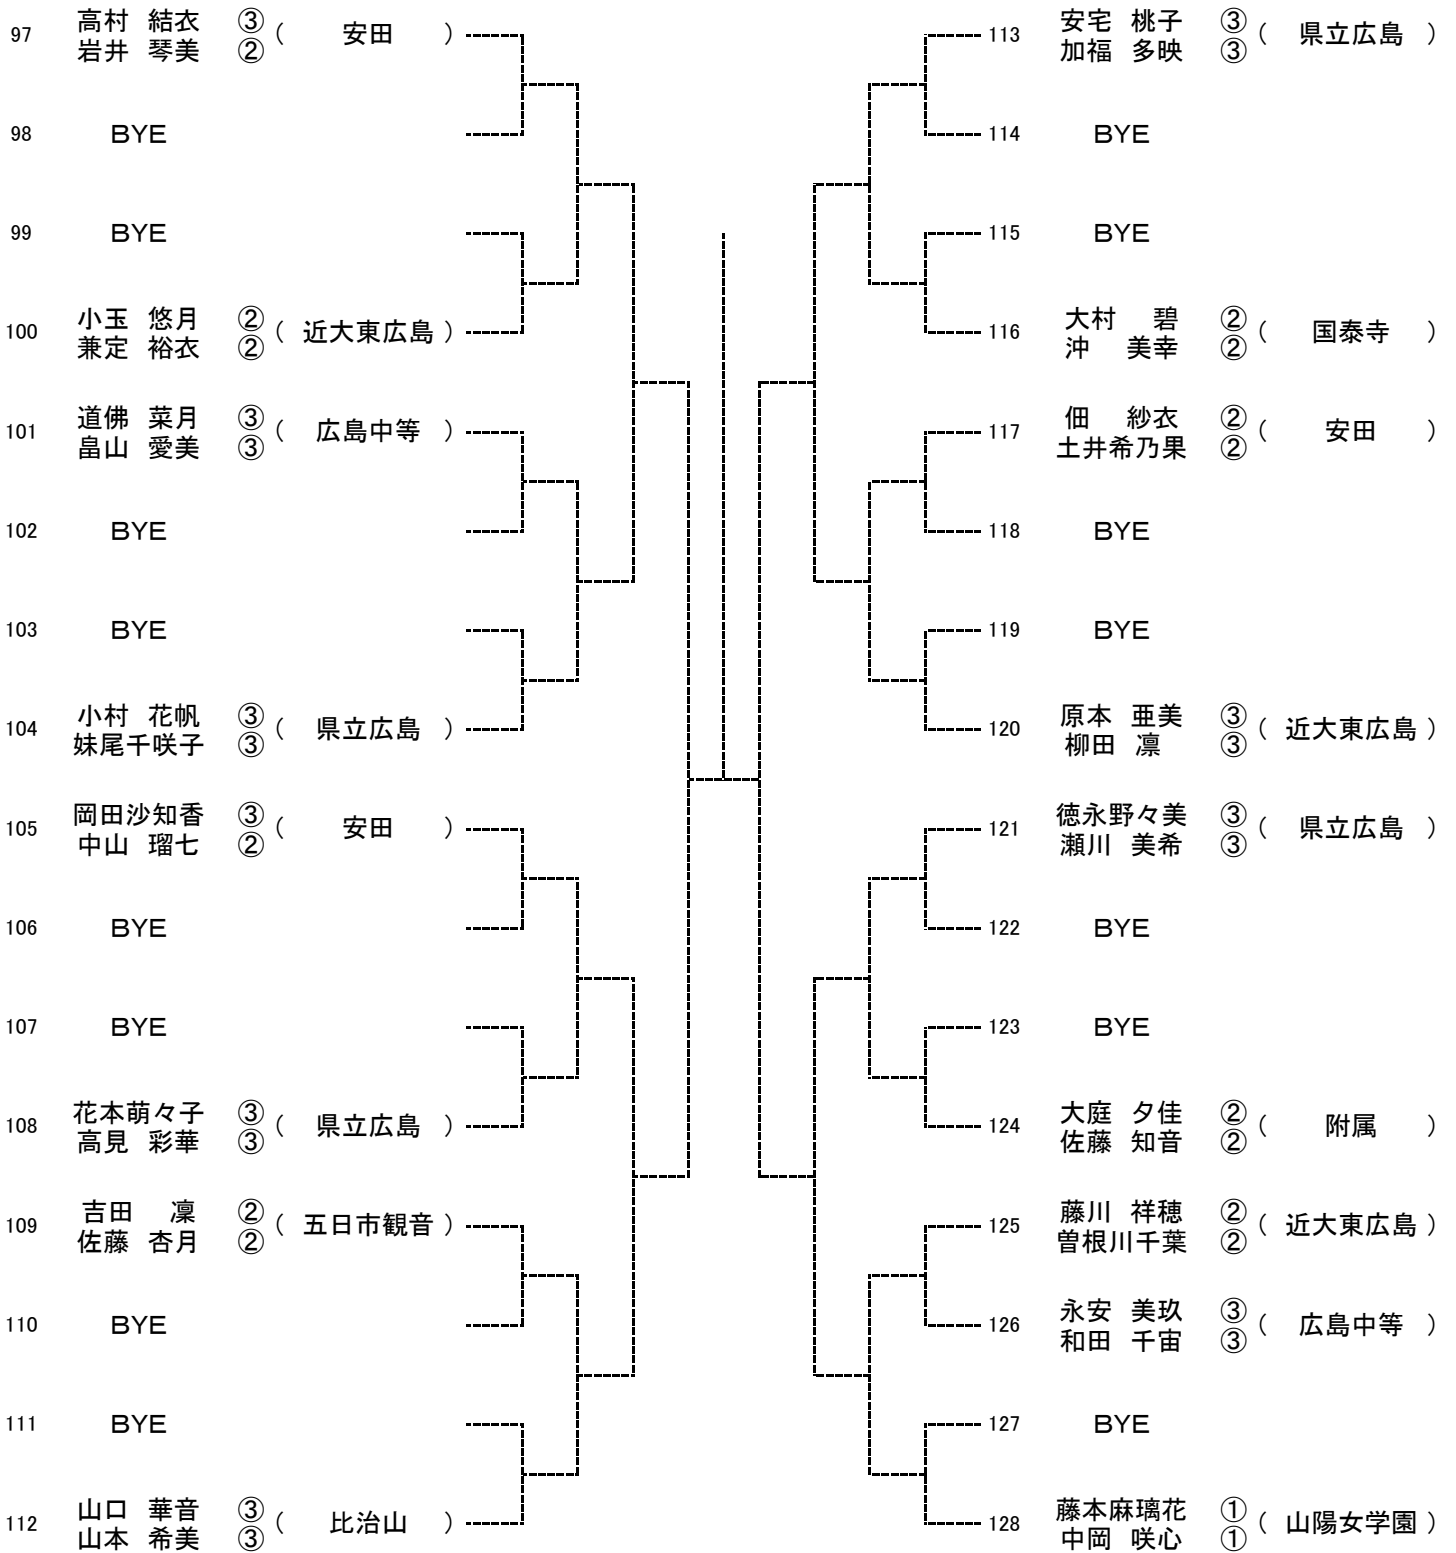 97 高村 結衣 ③ ( 安田 )
岩井 琴美 ②
98 BYE
99 BYE
100 小玉 悠月 ② ( 近大東広島 )
兼定 裕衣 ②
101 道佛 菜月 ③ ( 広島中等 )
畠山 愛美 ③
102 BYE
103 BYE
104 小村 花帆 ③ ( 県立広島 )
妹尾千咲子 ③
105 岡田沙知香 ③ ( 安田 )
中山 瑠七 ②
106 BYE
107 BYE
108 花本萌々子 ③ ( 県立広島 )
高見 彩華 ③
109 吉田 凜 ② ( 五日市観音 )
佐藤 杏月 ②
110 BYE
111 BYE
112 山口 華音 ③ ( 比治山 )
山本 希美 ③
113 安宅 桃子 ③ ( 県立広島 )
加福 多映 ③
114 BYE
115 BYE
116 大村 碧 ② ( 国泰寺 )
沖 美幸 ②
117 佃 紗衣 ② ( 安田 )
土井希乃果 ②
118 BYE
119 BYE
120 原本 亜美 ③ ( 近大東広島 )
柳田 凛 ③
121 徳永野々美 ③ ( 県立広島 )
瀬川 美希 ③
122 BYE
123 BYE
124 大庭 夕佳 ② ( 附属 )
佐藤 知音 ②
125 藤川 祥穂 ② ( 近大東広島 )
曽根川千葉 ②
126 永安 美玖 ③ ( 広島中等 )
和田 千宙 ③
127 BYE
128 藤本麻璃花 ① ( 山陽女学園 )
中岡 咲心 ①